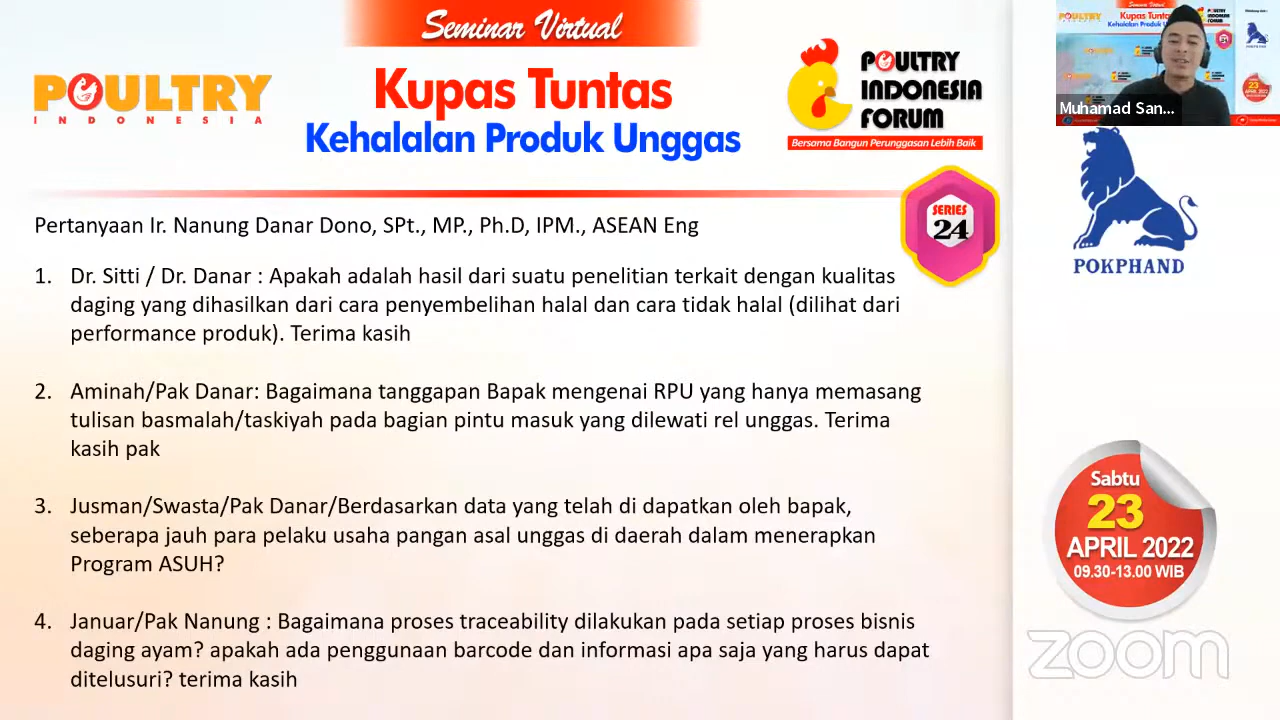 Seminar Virtual
POULTRY
INDONESIA
Kupas Tuntas
Kehalalan Produk Unggas
POULTRY
INDONESIA
FORUM
Bersama Bangun Perunggasan Lebih Baik
Muhamad San...
SERIES
24
POKPHAND
Pertanyaan Ir. Nanung Danar Dono, SPt., MP., Ph.D, IPM., ASEAN Eng
1. Dr. Sitti / Dr. Danar : Apakah adalah hasil dari suatu penelitian terkait dengan kualitas
daging yang dihasilkan dari cara penyembelihan halal dan cara tidak halal (dilihat dari
performance produk). Terima kasih
2. Aminah/Pak Danar: Bagaimana tanggapan Bapak mengenai RPU yang hanya memasang
tulisan basmalah/taskiyah pada bagian pintu masuk yang dilewati rel unggas. Terima
kasih pak
3. Jusman/Swasta/Pak Danar/Berdasarkan data yang telah di dapatkan oleh bapak,
seberapa jauh para pelaku usaha pangan asal unggas di daerah dalam menerapkan
Program ASUH?
4. Januar/Pak Nanung : Bagaimana proses traceability dilakukan pada setiap proses bisnis
daging ayam? apakah ada penggunaan barcode dan informasi apa saja yang harus dapat
ditelusuri? terima kasih
Sabtu
23
APRIL 2022
09.30-13.00 WIB
zoom